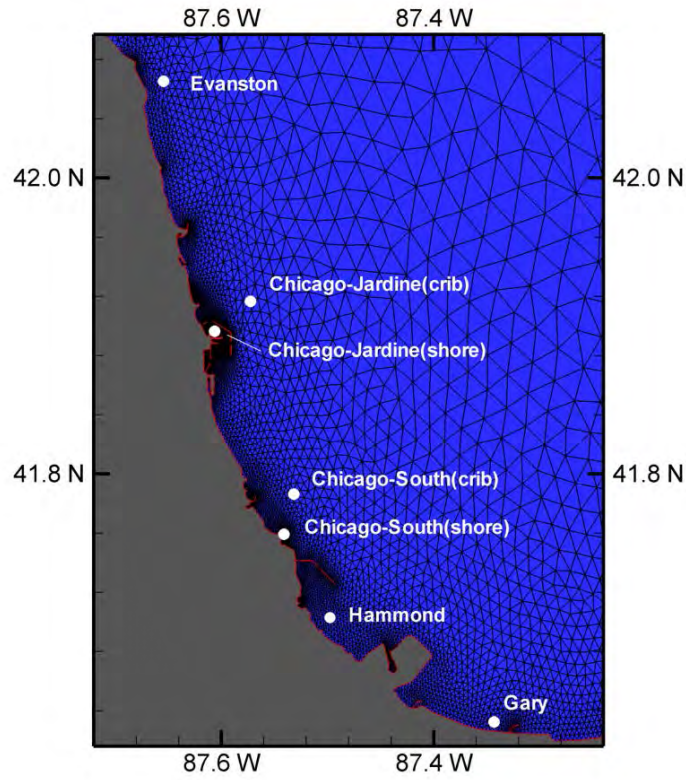 87.6 W
87.4 W
Evanston
42.0 N
42.0 N
Chicago-Jardine(crib)
Chicago-Jardine(shore)
41.8 N
41.8 N
Chicago-South(crib)
Chicago-South(shore)
Hammond
Gary
87.6 W
87.4 W